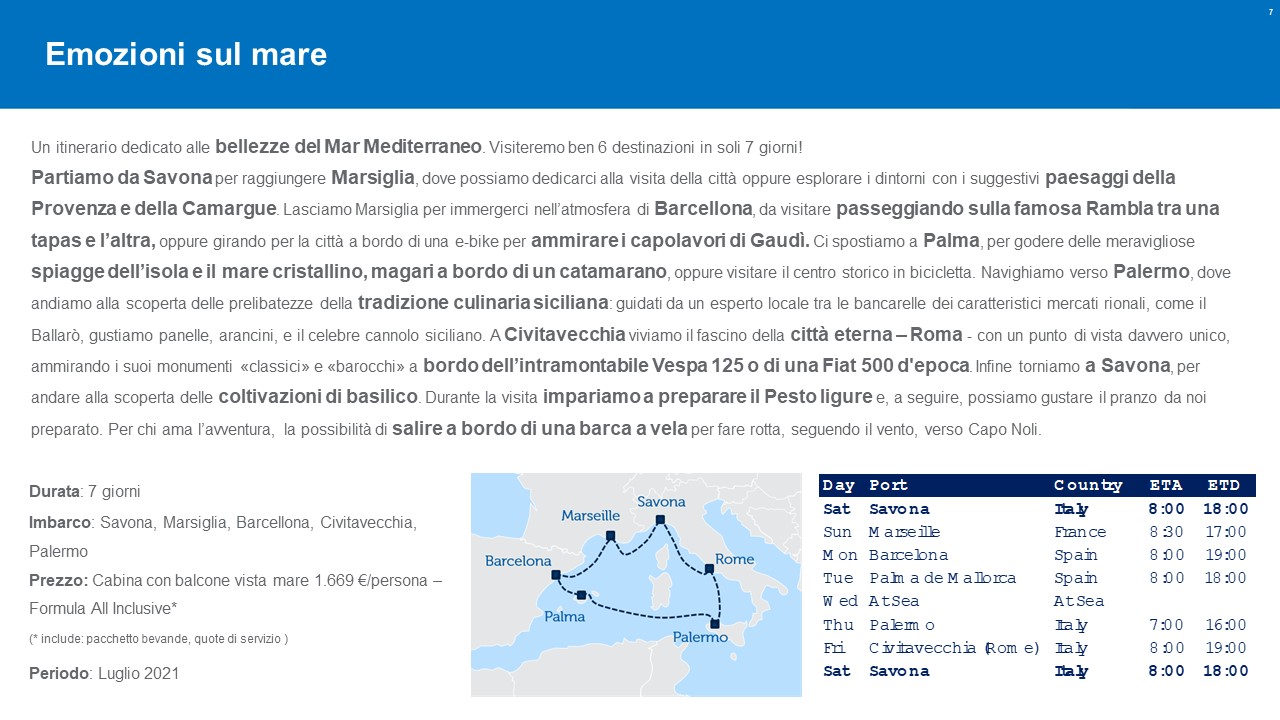 7
Emozioni sul mare
Un itinerario dedicato alle bellezze del Mar Mediterraneo. Visiteremo ben 6 destinazioni in soli 7 giorni!
Partiamo da Savona per raggiungere Marsiglia, dove possiamo dedicarci alla visita della città oppure esplorare i dintorni con i suggestivi paesaggi della
Provenza e della Camargue. Lasciamo Marsiglia per immergerci nell'atmosfera di Barcellona, da visitare passeggiando sulla famosa Rambla tra una
tapas e l'altra, oppure girando per la città a bordo di una e-bike per ammirare i capolavori di Gaudì. Ci spostiamo a Palma, per godere delle meravigliose
spiagge dell'isola e il mare cristallino, magari a bordo di un catamarano, oppure visitare il centro storico in bicicletta. Navighiamo verso Palermo, dove
andiamo alla scoperta delle prelibatezze della tradizione culinaria siciliana: guidati da un esperto locale tra le bancarelle dei caratteristici mercati rionali, come il
Ballarò, gustiamo panelle, arancini, e il celebre cannolo siciliano. A Civitavecchia viviamo il fascino della città eterna – Roma - con un punto di vista davvero unico,
ammirando i suoi monumenti «classici» e «barocchi» a bordo dell'intramontabile Vespa 125 o di una Fiat 500 d'epoca. Infine torniamo a Savona, per
andare alla scoperta delle coltivazioni di basilico. Durante la visita impariamo a preparare il Pesto ligure e, a seguire, possiamo gustare il pranzo da noi
preparato. Per chi ama l'avventura, la possibilità di salire a bordo di una barca a vela per fare rotta, seguendo il vento, verso Capo Noli.
Durata: 7 giorni
Imbarco: Savona, Marsiglia, Barcellona, Civitavecchia,
Palermo
Prezzo: Cabina con balcone vista mare 1.669 €/persona –
Formula All Inclusive*
(* include: pacchetto bevande, quote di servizio )
Periodo: Luglio 2021
Savona
Marseille
Barcelona
Rome
Palma
Palermo
Day Port Country ETA ETD
Sat Savona Italy 8:00 18:00
Sun Marseille France 8:30 17:00
Mon Barcelona Spain 8:00 19:00
Tue Palma de Mallorca Spain 8:00 18:00
Wed At Sea At Sea
Thu Palermo Italy 7:00 16:00
Fri Civitavecchia (Rome) Italy 8:00 19:00
Sat Savona Italy 8:00 18:00